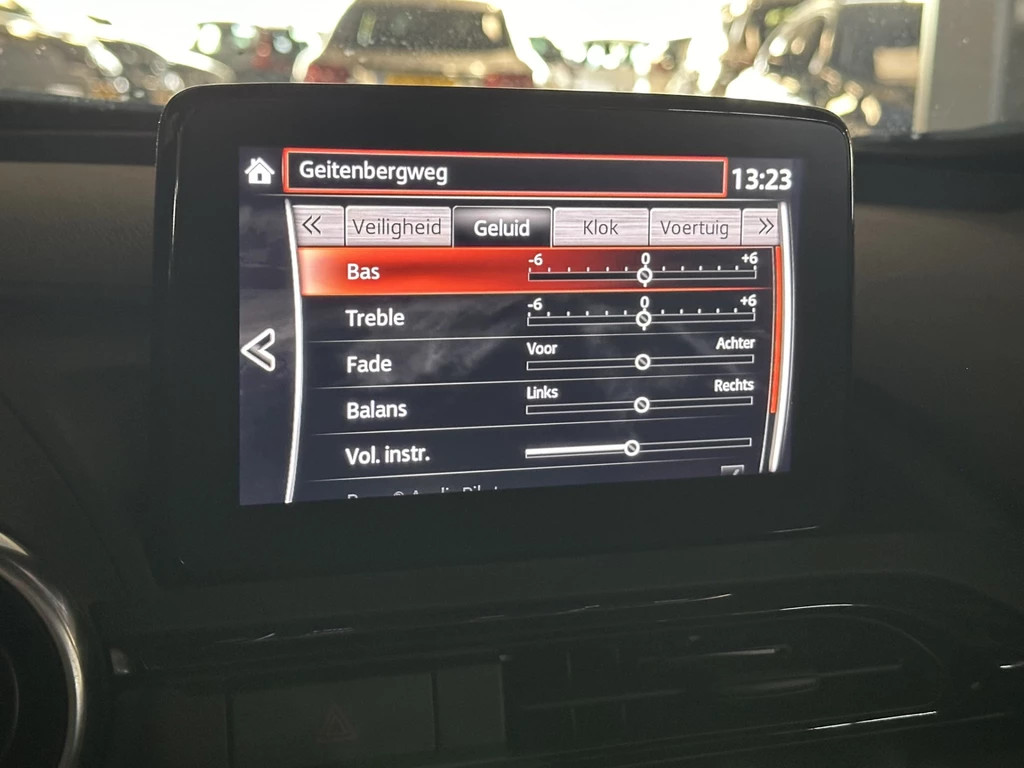 Geitenbergweg 13:23
« Veiligheid Geluid Klok Voertuig »
Bas -6 0 +6
Treble -6 0 +6
Fade Voor Achter
Balans Links Rechts
Vol. instr.